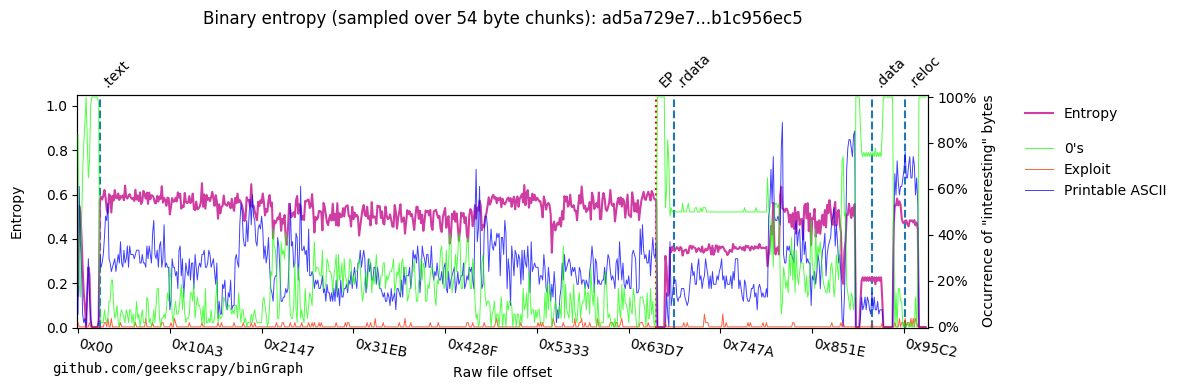 Binary entropy (sampled over 54 byte chunks): ad5a729e7...b1c956ec5
.text
EP
.rdata
.data
.reloc
1.0
0.8
0.6
0.4
0.2
0.0
Entropy
100%
80%
60%
40%
20%
0%
Occurrence of "interesting" bytes
Entropy
0's
Exploit
Printable ASCII
0x00
0x10A3
0x2147
0x31EB
0x428F
0x5333
0x63D7
0x747A
0x851E
0x95C2
Raw file offset
github.com/geekscrapy/binGraph